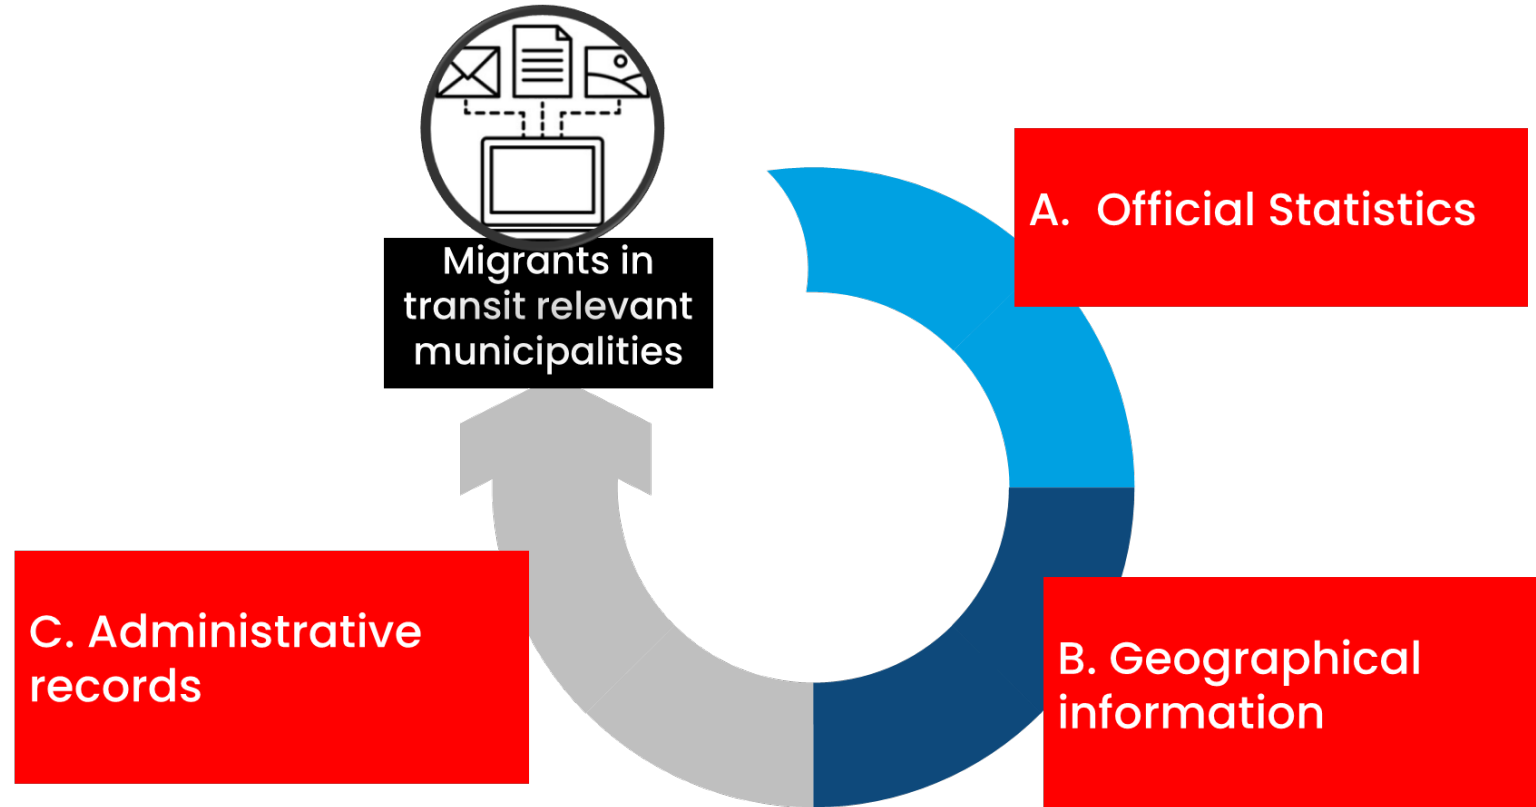 Migrants in
transit relevant
municipalities
A. Official Statistics
B. Geographical
information
C. Administrative
records